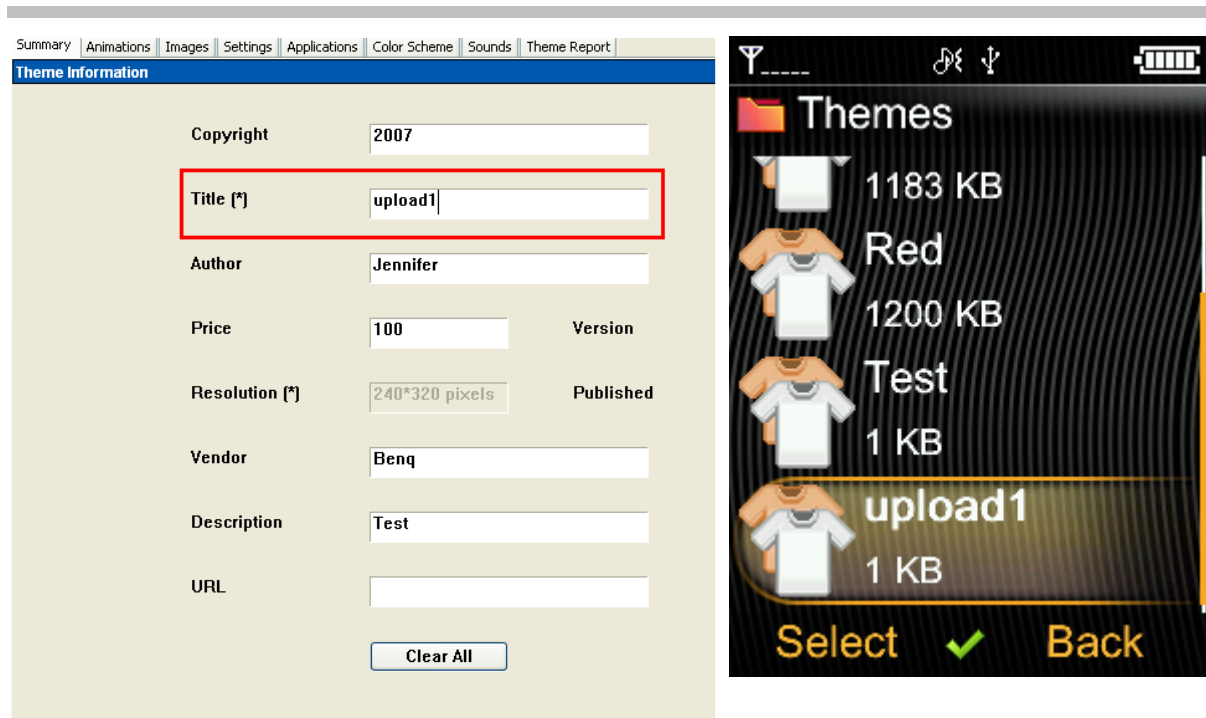 Summary Animations Images Settings Applications Color Scheme Sounds Theme Report
Theme Information
Copyright 2007
Title (*) upload1
Author Jennifer
Price 100 Version
Resolution (*) 240*320 pixels Published
Vendor Benq
Description Test
URL
Clear All
Themes
1183 KB
Red
1200 KB
Test
1 KB
upload1
1 KB
Select Back